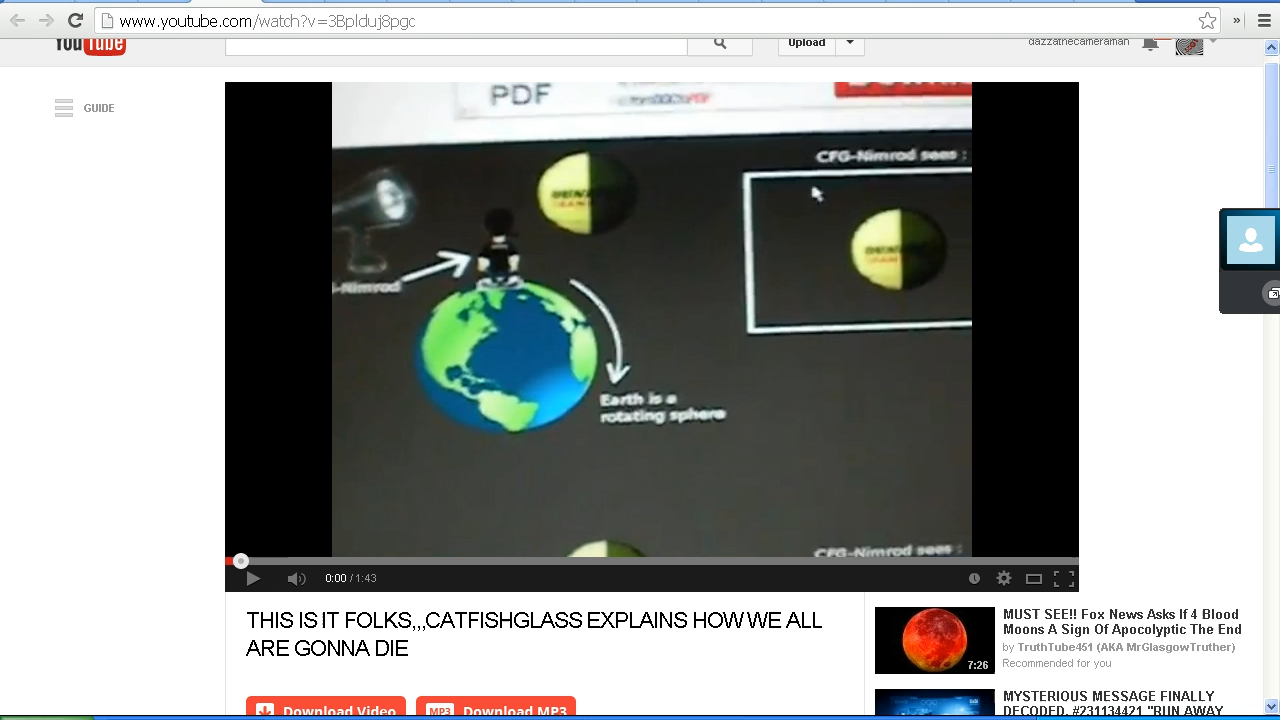 www.youtube.com/watch?v=3Bplduj8pgc
»
YouTube
Upload
dazzathecameraman
GUIDE
PDF
CFG-Nimrod sees :
-Nimrod
Earth is a
rotating sphere
CFG-Nimrod sees :
0:00 / 1:43
THIS IS IT FOLKS,,,CATFISHGLASS EXPLAINS HOW WE ALL
ARE GONNA DIE
Download Video
MP3 Download MP3
7:26
MUST SEE!! Fox News Asks If 4 Blood
Moons A Sign Of Apocolyptic The End
by TruthTube451 (AKA MrGlasgowTruther)
Recommended for you
MYSTERIOUS MESSAGE FINALLY
DECODED, #231134421 "RUN AWAY